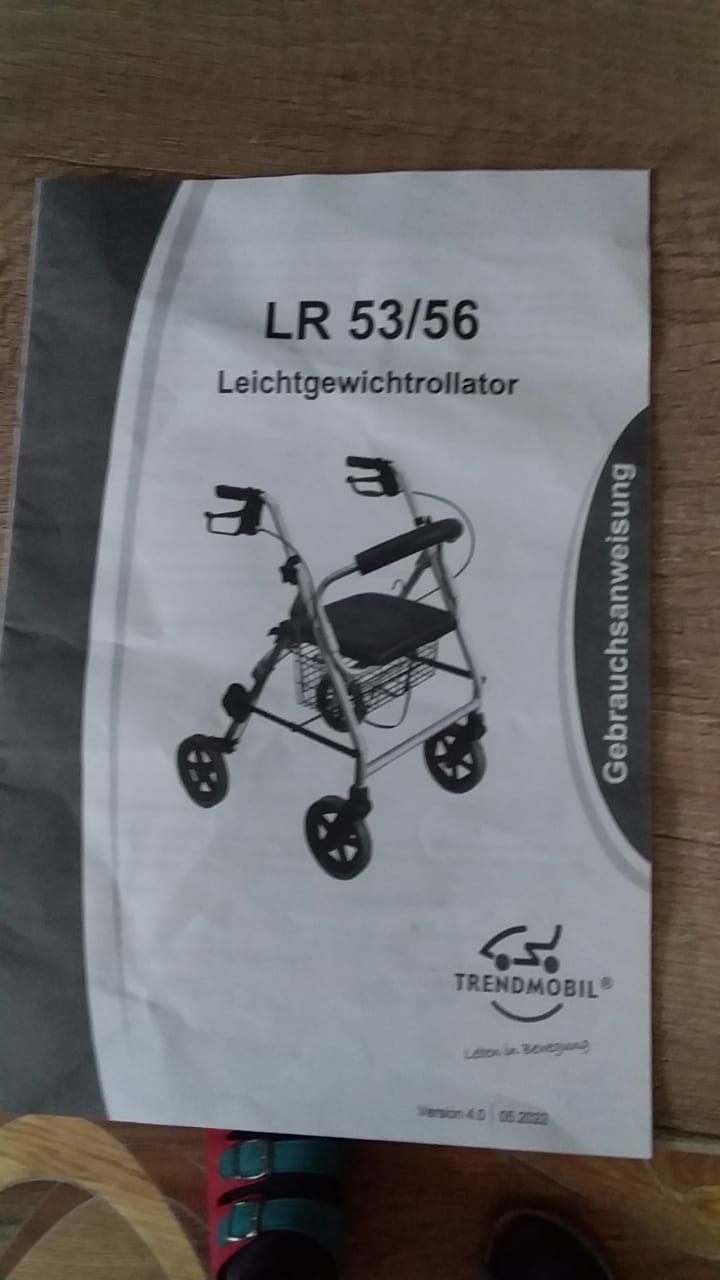 LR 53/56
Leichtgewichtrollator
Gebrauchsanweisung
TRENDMOBIL®
Leben in Bewegung
Version 4.0 | 05.2022